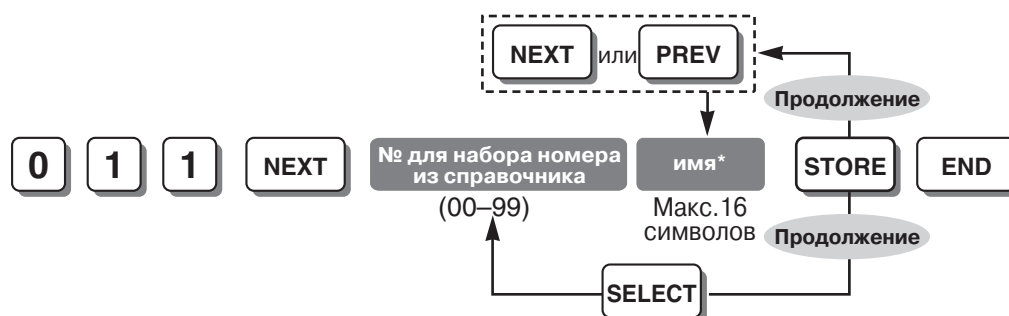 NEXT или PREV
Продолжение
0 1 1 NEXT № для набора номера из справочника имя* STORE END
(00–99)
Макс.16
символов
Продолжение
SELECT